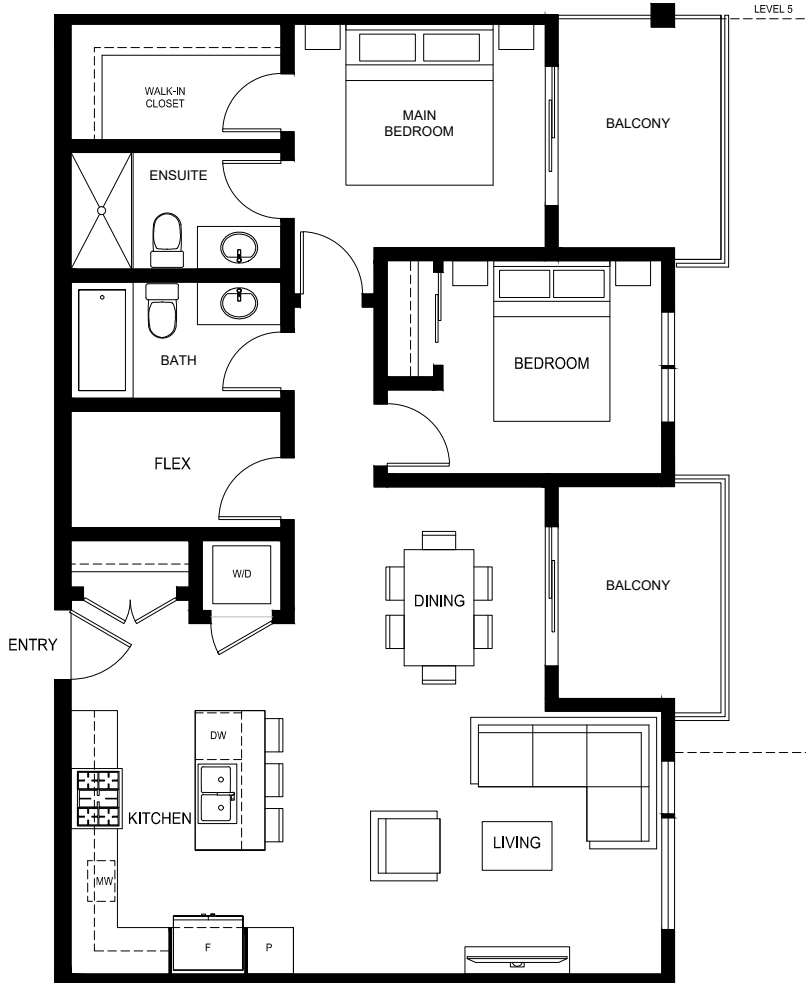 LEVEL 5
WALK-IN
CLOSET
MAIN
BEDROOM
BALCONY
ENSUITE
BATH
BEDROOM
FLEX
W/D
DINING
BALCONY
ENTRY
DW
KITCHEN
LIVING
MW
F
P